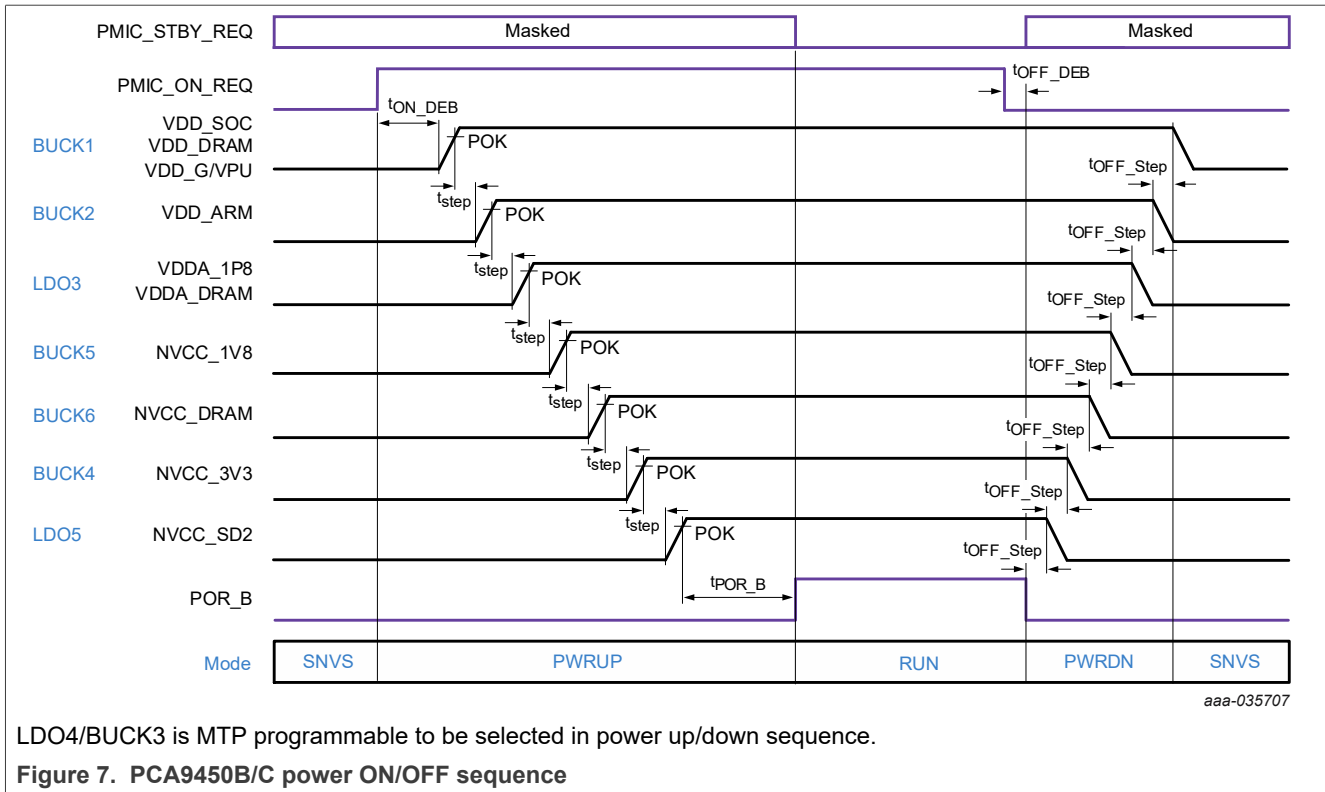 PMIC_STBY_REQ Masked Masked
PMIC_ON_REQ
tOFF_DEB
tON_DEB
VDD_SOC
BUCK1 VDD_DRAM POK
VDD_G/VPU
tOFF_Step
tstep
BUCK2 VDD_ARM POK
tOFF_Step
VDDA_1P8
tstep
LDO3 POK
VDDA_DRAM
tOFF_Step
tstep
BUCK5 NVCC_1V8 POK
tOFF_Step
tstep
BUCK6 NVCC_DRAM POK
tOFF_Step
tstep
BUCK4 NVCC_3V3 POK
tOFF_Step
tstep
LDO5 NVCC_SD2 POK
tOFF_Step
tPOR_B
POR_B
Mode SNVS PWRUP RUN PWRDN SNVS
aaa-035707
LDO4/BUCK3 is MTP programmable to be selected in power up/down sequence.
Figure 7. PCA9450B/C power ON/OFF sequence